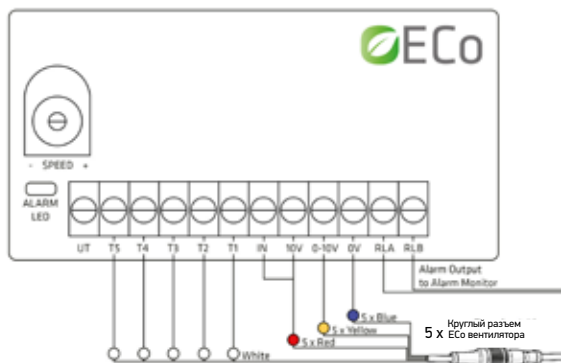 ECo
- SPEED +
ALARM
LED
UT T5 T4 T3 T2 T1 IN 10V 0-10V 0V RLA RLB
Alarm Output
to Alarm Monitor
5 x Blue
5 x Yellow
5 x Red
White
5 x Круглый разъем
ECo вентилятора